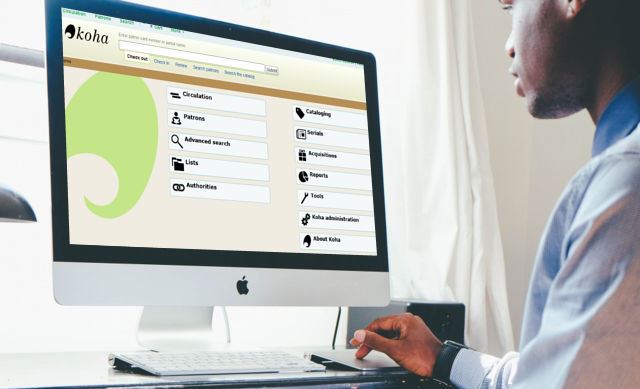 Circulation Patrons Search Cart
koha
Enter patron card number or partial name:
Submit
Check out Check in Renew Search patrons Search the catalog
Circulation
Patrons
Advanced search
Lists
Authorities
Cataloging
Serials
Acquisitions
Reports
Tools
Koha administration
About Koha